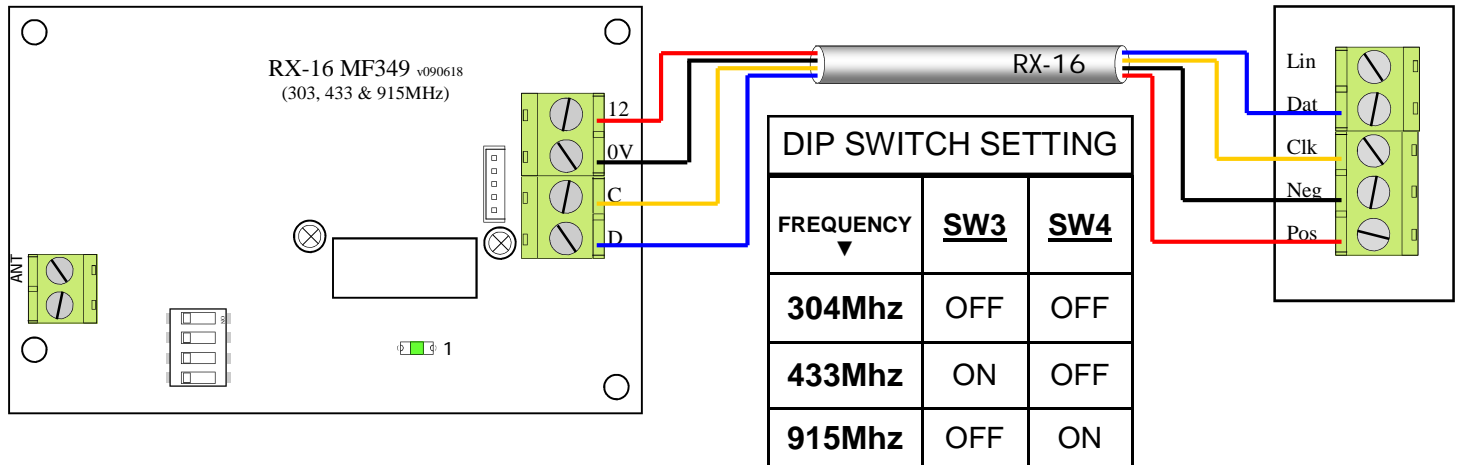 RX-16 MF349 v090618
(303, 433 & 915MHz)
12
0V
C
D
ANT
1
RX-16
Lin
Dat
Clk
Neg
Pos
DIP SWITCH SETTING
FREQUENCY SW3 SW4
▼
304Mhz OFF OFF
433Mhz ON OFF
915Mhz OFF ON